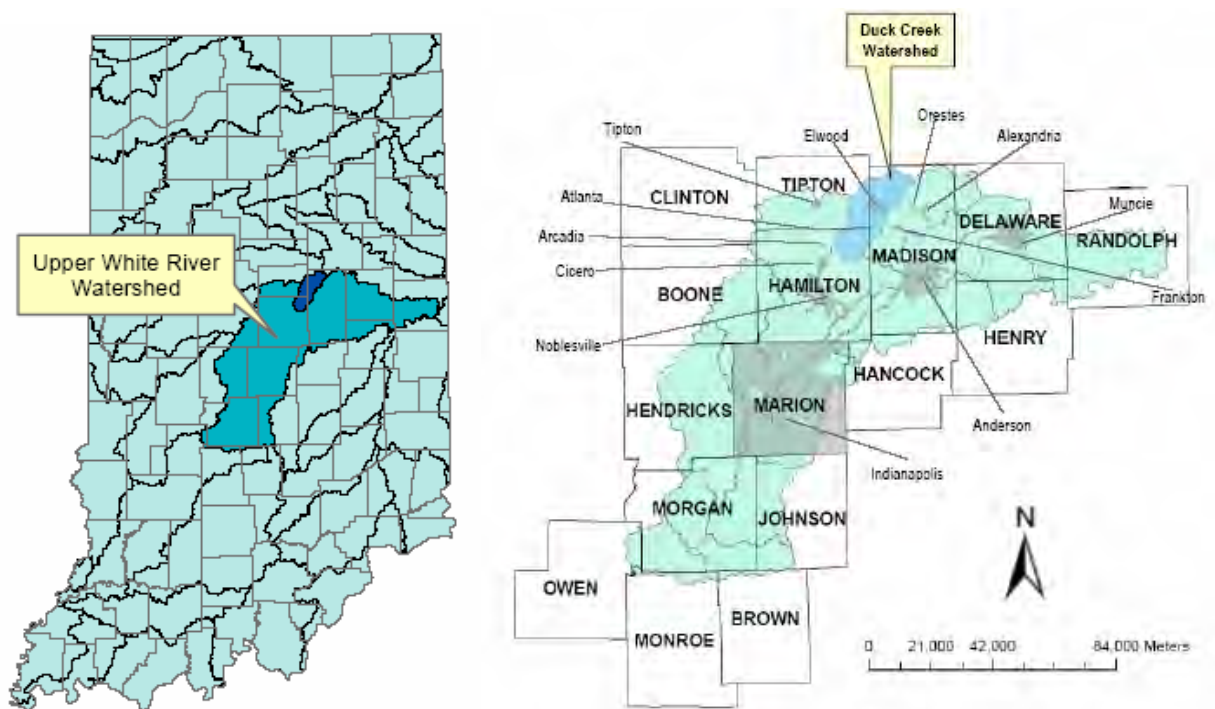 Upper White River
Watershed
Duck Creek
Watershed
Orestes
Tipton
Elwood
Alexandria
TIPTON
CLINTON
Atlanta
DELAWARE
Muncie
Arcadia
RANDOLPH
MADISON
Cicero
HAMILTON
BOONE
Frankton
Noblesville
HENRY
HANCOCK
HENDRICKS
MARION
Anderson
Indianapolis
MORGAN
JOHNSON
N
OWEN
BROWN
MONROE
0 21,000 42,000 84,000 Meters